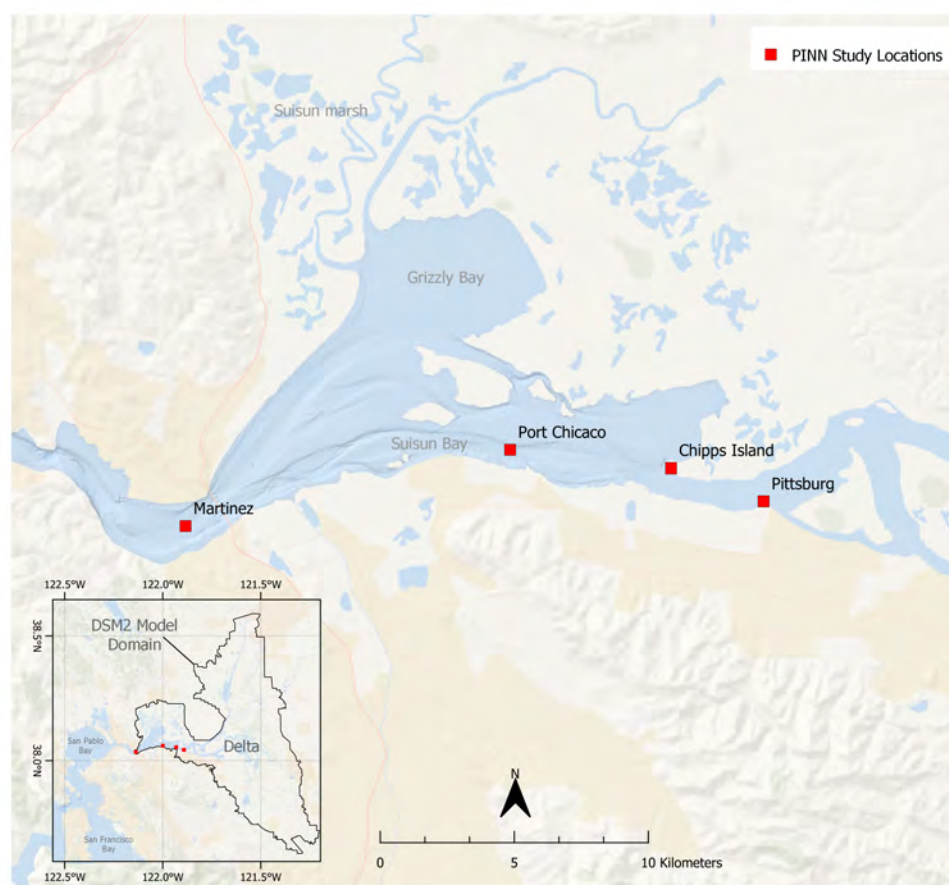 PINN Study Locations
Suisun marsh
Grizzly Bay
Port Chicaco
Suisun Bay
Chipps Island
Pittsburg
Martinez
122.5°W
122.0°W
121.5°W
38.5°N
DSM2 Model
Domain
San Pablo
Bay
Delta
38.0°N
San Francisco
Bay
122.5°W
122.0°W
121.5°W
N
0
5
10 Kilometers